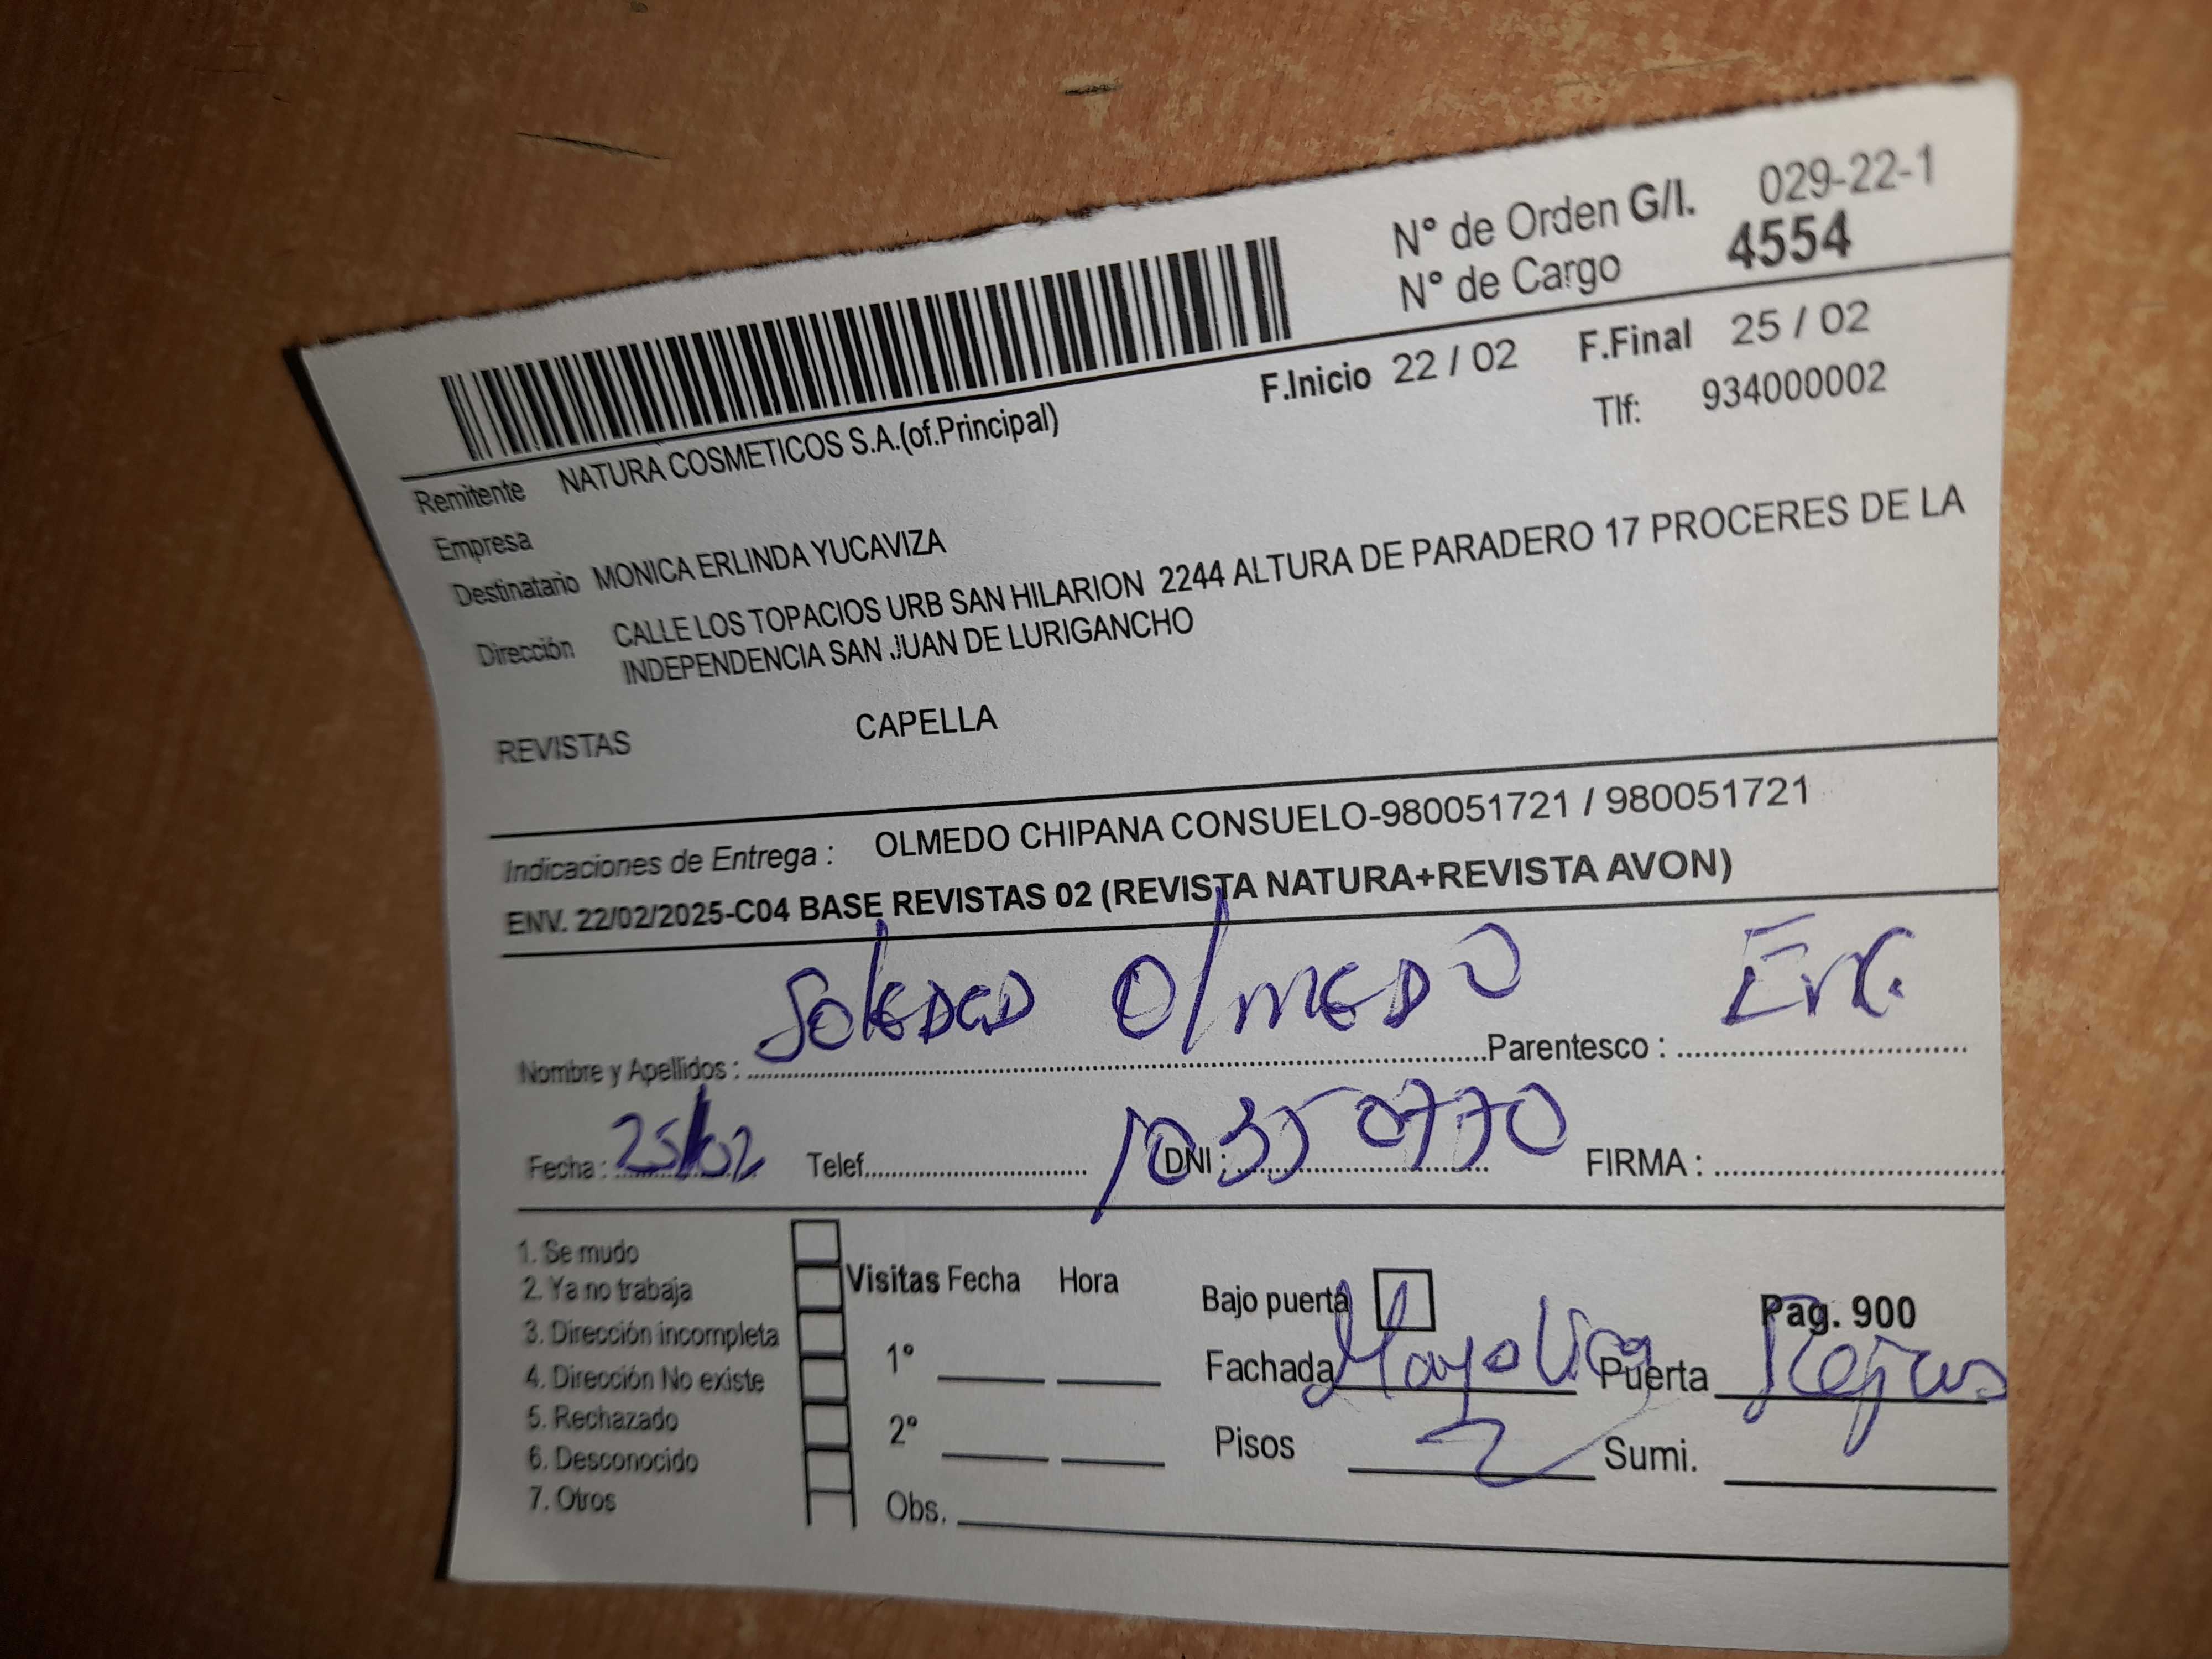 N° de Orden G/I. 029-22-1
N° de Cargo 4554
F.Inicio 22 / 02 F.Final 25 / 02
Remitente NATURA COSMETICOS S.A.(of.Principal) Tlf: 934000002
Empresa
Destinatario MONICA ERLINDA YUCAVIZA
Dirección CALLE LOS TOPACIOS URB SAN HILARION 2244 ALTURA DE PARADERO 17 PROCERES DE LA
INDEPENDENCIA SAN JUAN DE LURIGANCHO
REVISTAS CAPELLA
Indicaciones de Entrega : OLMEDO CHIPANA CONSUELO-980051721 / 980051721
ENV. 22/02/2025-C04 BASE REVISTAS 02 (REVISTA NATURA+REVISTA AVON)
Nombre y Apellidos : Soledad Olmedo Parentesco : Enc.
Fecha : 25/02 Telef. DNI : 10350770 FIRMA :
1. Se mudo
2. Ya no trabaja
3. Dirección incompleta
4. Dirección No existe
5. Rechazado
6. Desconocido
7. Otros
Visitas Fecha Hora
1°
2°
Obs.
Bajo puerta Pag. 900
Fachada Mayolica Puerta Rejas
Pisos 2 Sumi.